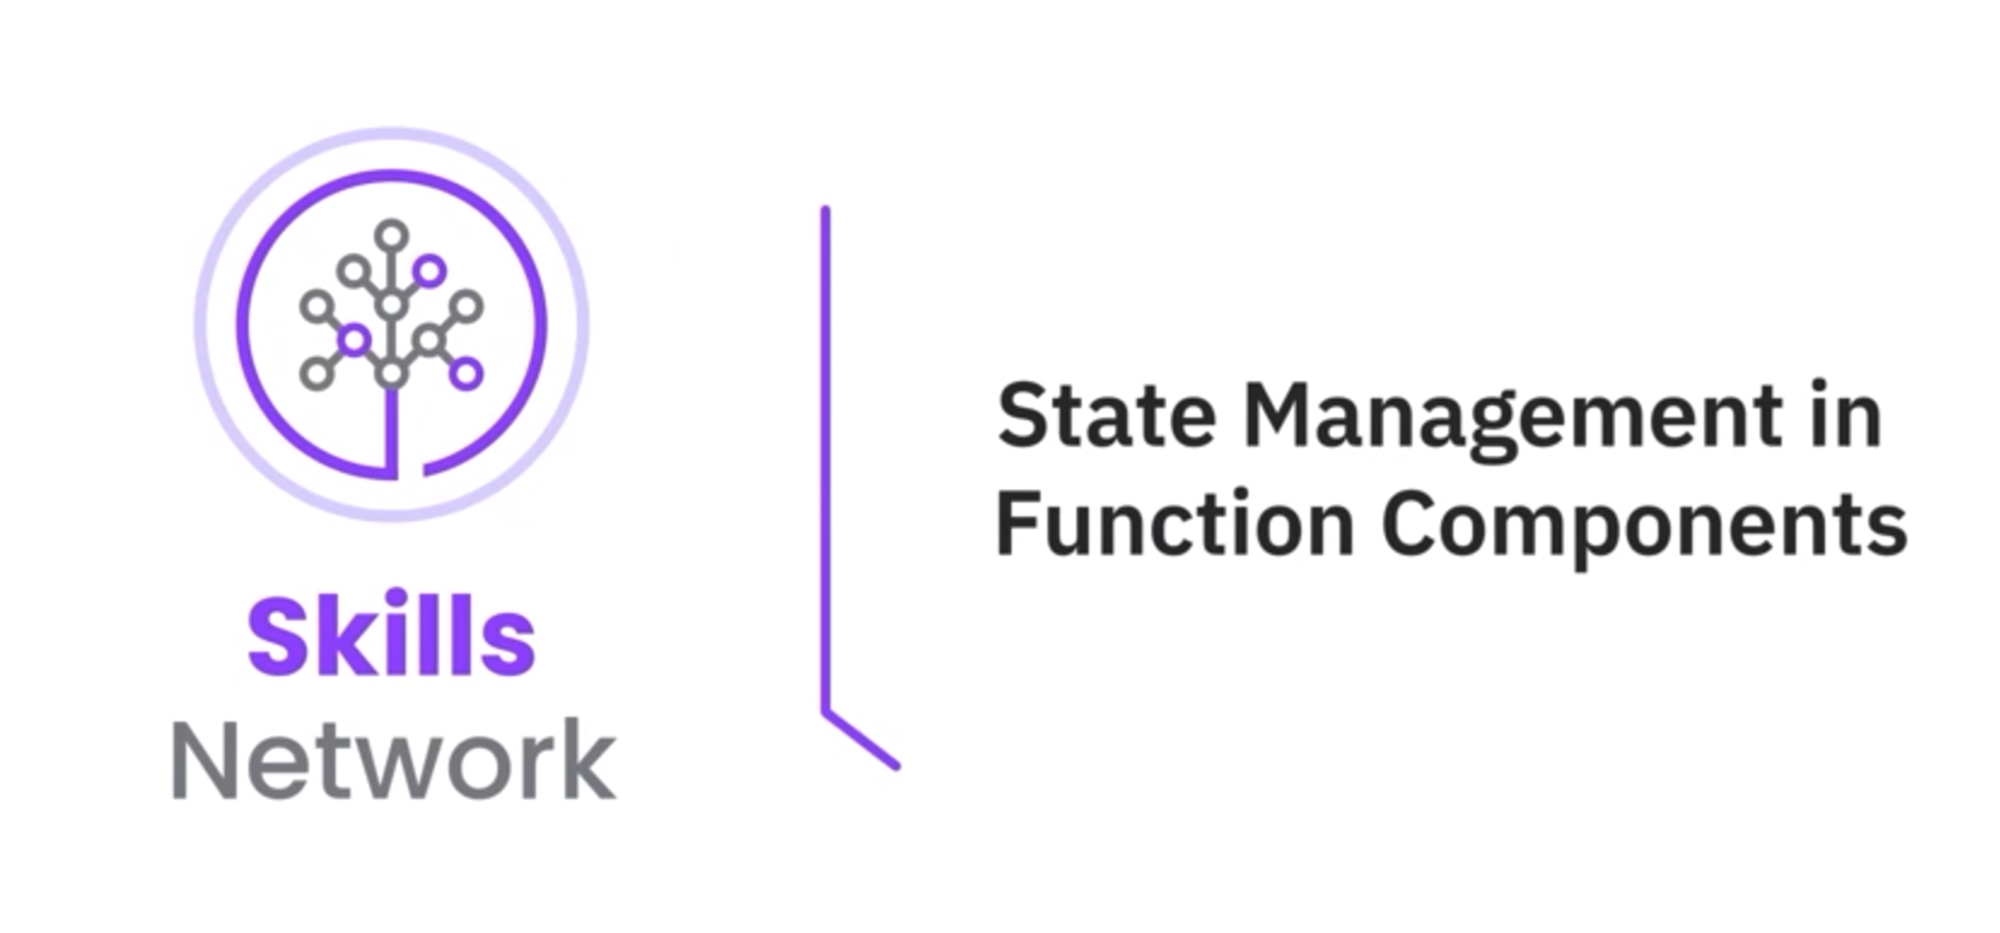 Skills
Network
State Management in
Function Components